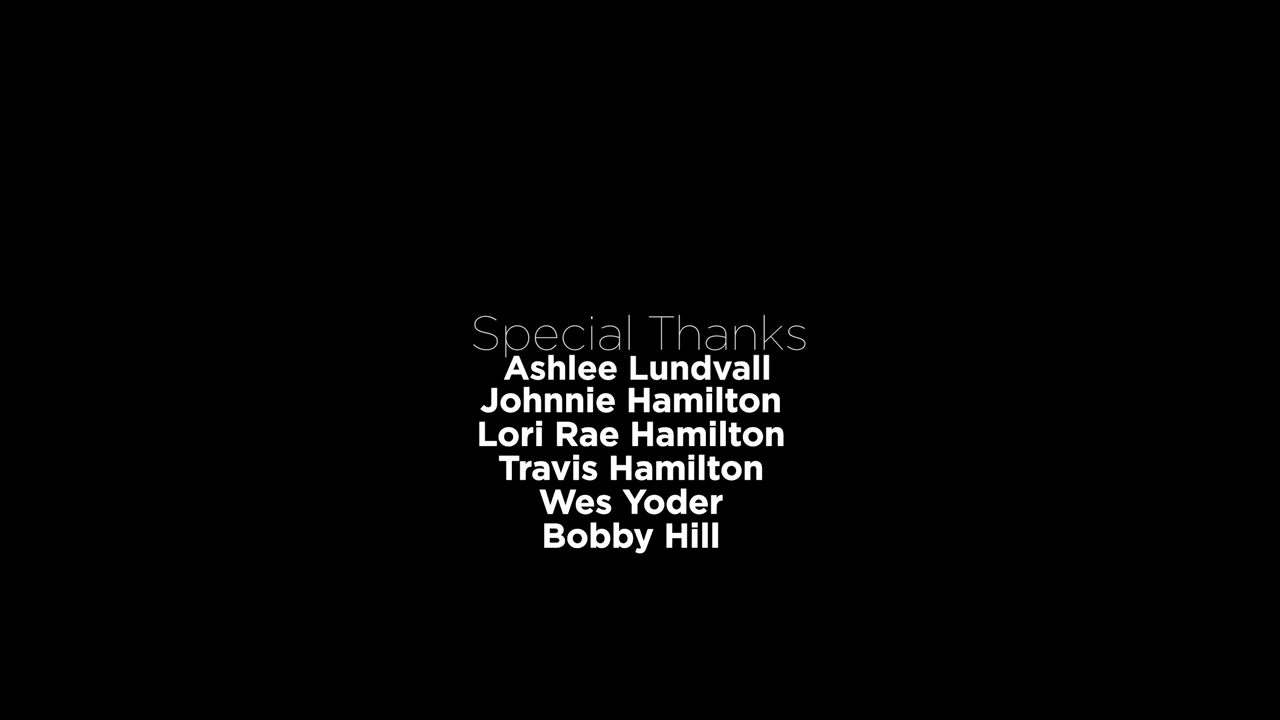 Special Thanks
Ashlee Lundvall
Johnnie Hamilton
Lori Rae Hamilton
Travis Hamilton
Wes Yoder
Bobby Hill